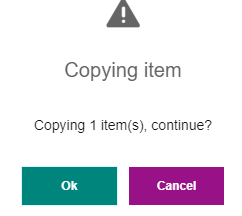 Copying item
Copying 1 item(s), continue?
Ok
Cancel